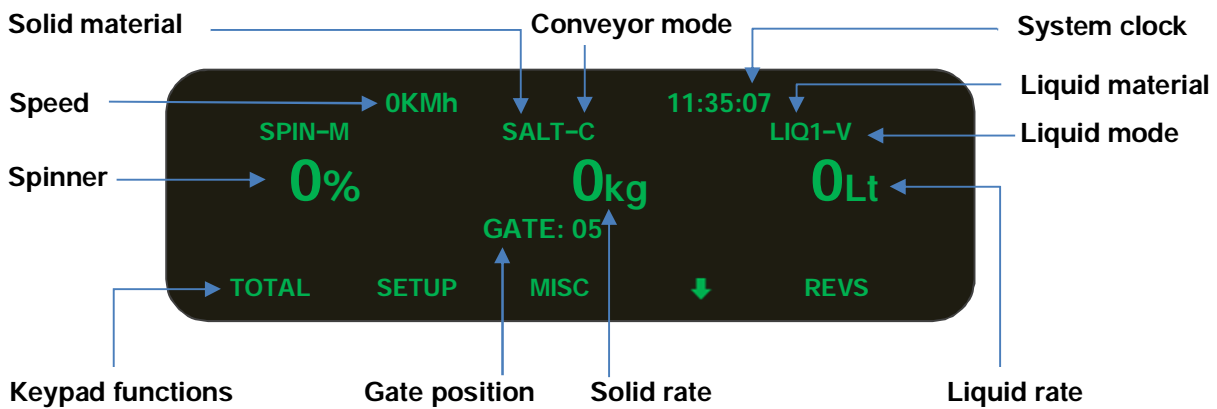 Solid material Conveyor mode System clock
Liquid material
Speed 0KMh 11:35:07
SPIN-M SALT-C LIQ1-V Liquid mode
Spinner 0% 0kg 0Lt
GATE: 05
TOTAL SETUP MISC REVS
Keypad functions Gate position Solid rate Liquid rate